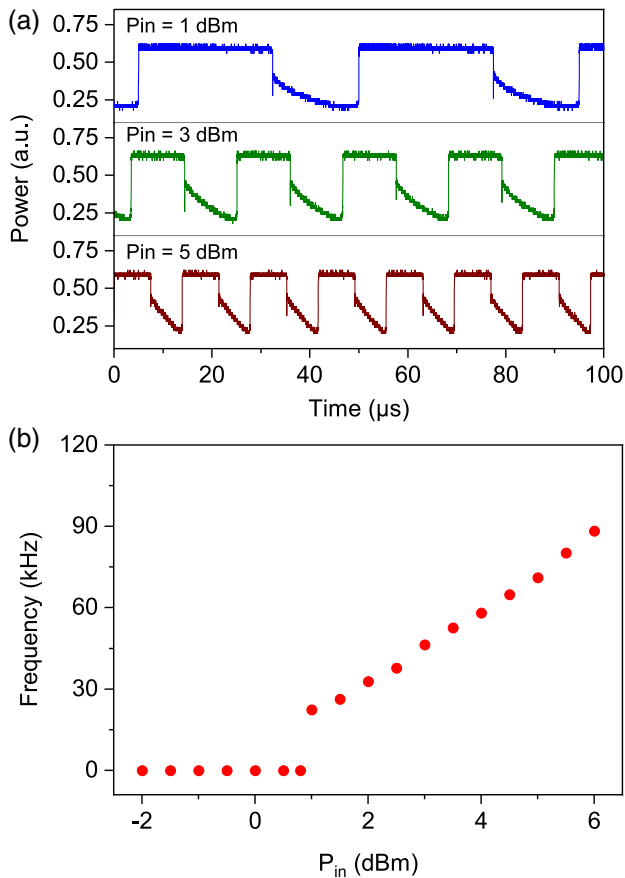 (a)
0.75
0.50
0.25
Pin = 1 dBm
0.75
0.50
0.25
Pin = 3 dBm
0.75
0.50
0.25
Pin = 5 dBm
Power (a.u.)
0 20 40 60 80 100
Time (µs)
(b)
120
90
60
30
0
Frequency (kHz)
-2 0 2 4 6
Pin (dBm)